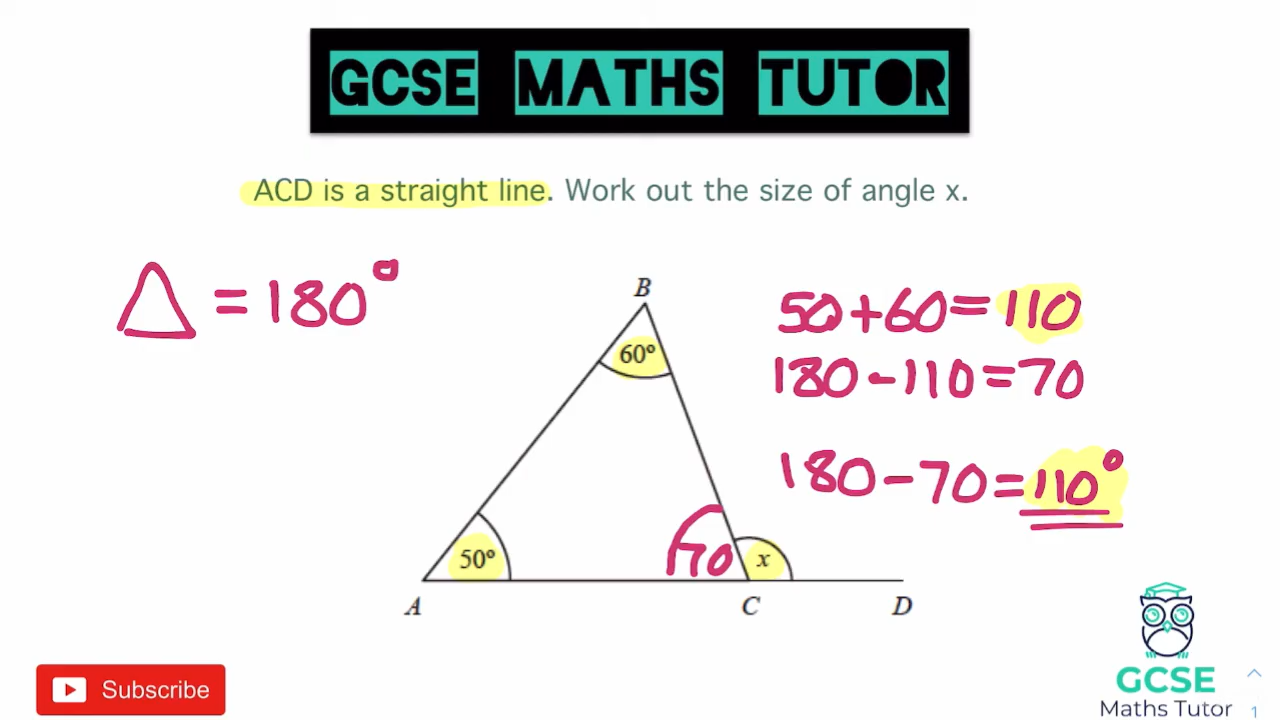 GCSE MATHS TUTOR
ACD is a straight line. Work out the size of angle x.
△ = 180°
B
60°
50°
70
x
A
C
D
50+60=110
180-110=70
180-70=110°
Subscribe
GCSE
Maths Tutor
1